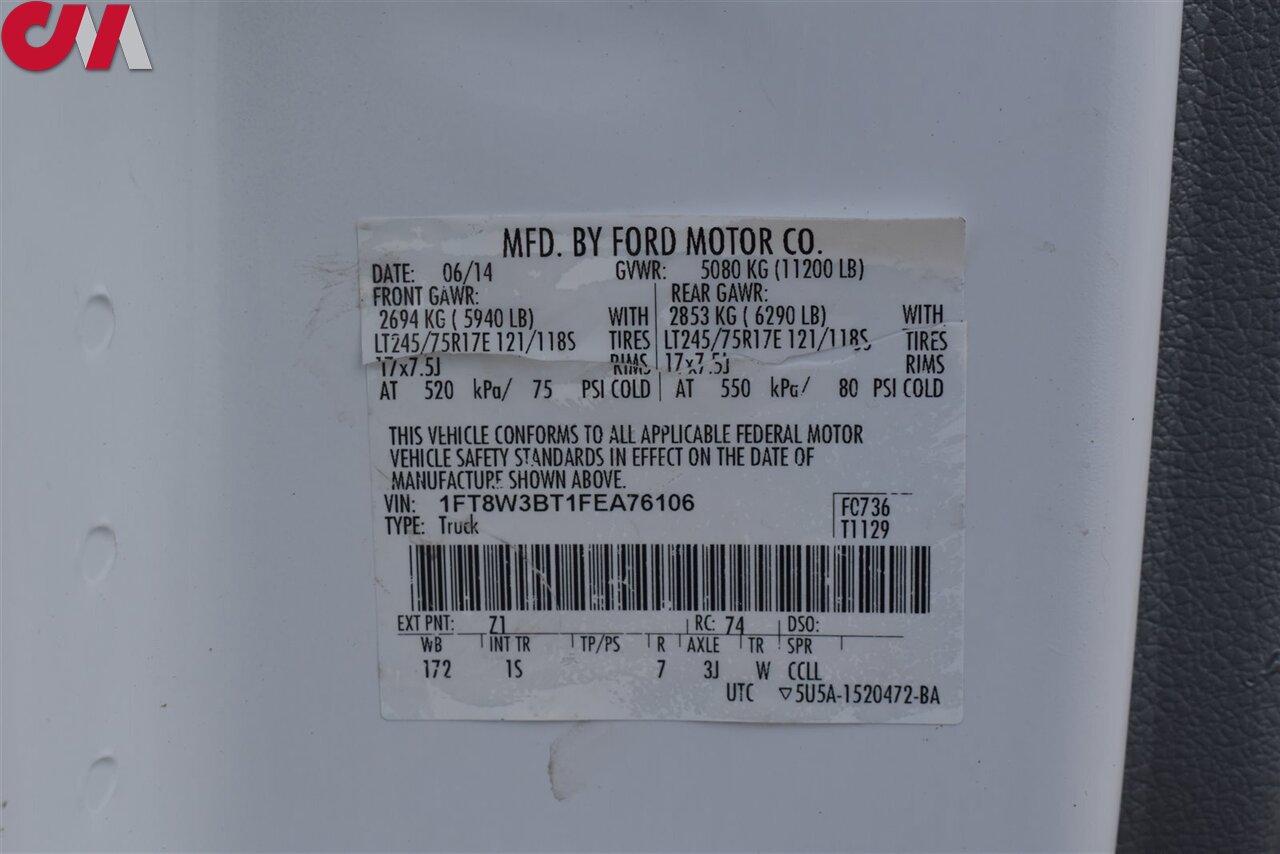 CM
MFD. BY FORD MOTOR CO.
DATE: 06/14 GVWR: 5080 KG (11200 LB)
FRONT GAWR: REAR GAWR:
2694 KG ( 5940 LB) WITH 2853 KG ( 6290 LB) WITH
LT245/75R17E 121/118S TIRES LT245/75R17E 121/118S TIRES
17x7.5J RIMS 17x7.5J RIMS
AT 520 kPa/ 75 PSI COLD AT 550 kPa/ 80 PSI COLD
THIS VEHICLE CONFORMS TO ALL APPLICABLE FEDERAL MOTOR
VEHICLE SAFETY STANDARDS IN EFFECT ON THE DATE OF
MANUFACTURE SHOWN ABOVE.
VIN: 1FT8W3BT1FEA76106 FC736
TYPE: Truck T1129
EXT PNT: Z1 RC: 74 DSO:
WB INT TR TP/PS R AXLE TR SPR
172 1S 7 3J W CCLL
UTC ▽5U5A-1520472-BA